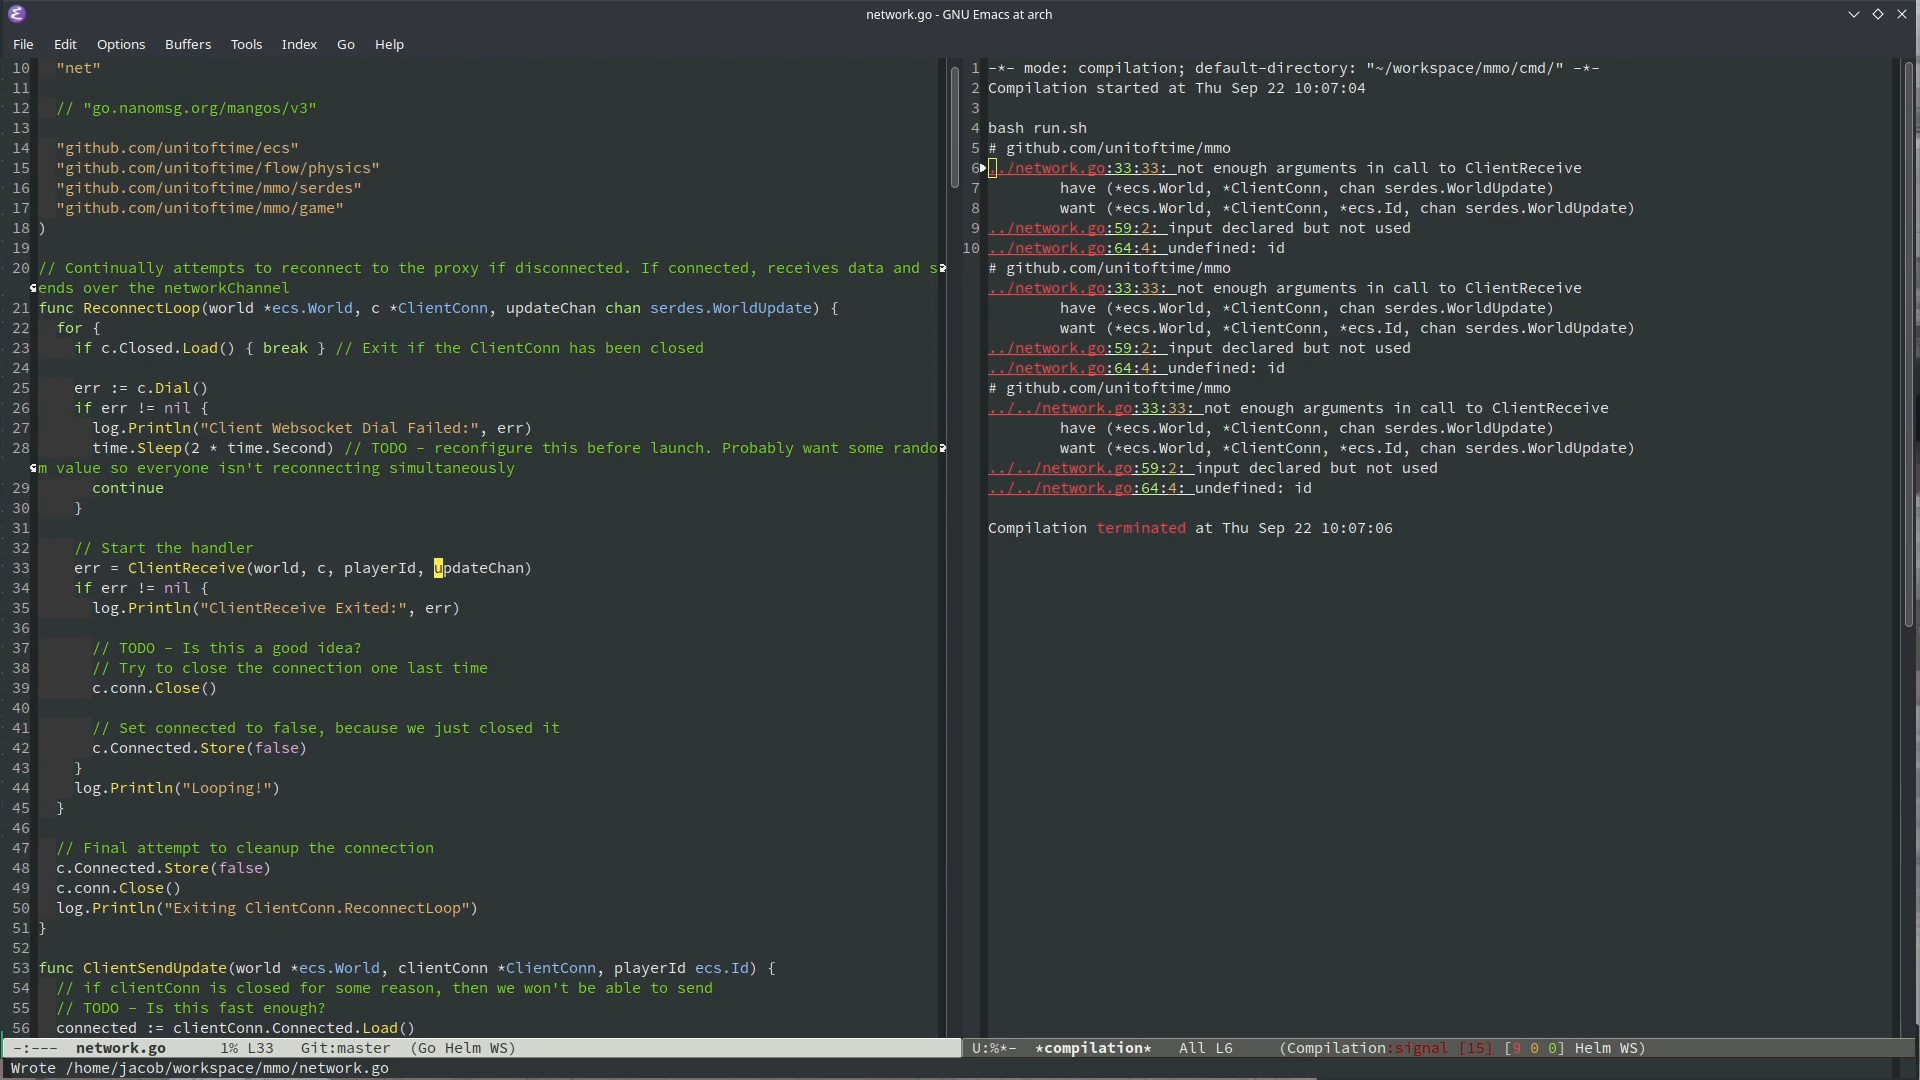 network.go - GNU Emacs at arch
File Edit Options Buffers Tools Index Go Help
10 "net"
11
12 // "go.nanomsg.org/mangos/v3"
13
14 "github.com/unitoftime/ecs"
15 "github.com/unitoftime/flow/physics"
16 "github.com/unitoftime/mmo/serdes"
17 "github.com/unitoftime/mmo/game"
18 )
19
20 // Continually attempts to reconnect to the proxy if disconnected. If connected, receives data and s
ends over the networkChannel
21 func ReconnectLoop(world *ecs.World, c *ClientConn, updateChan chan serdes.WorldUpdate) {
22 for {
23 if c.Closed.Load() { break } // Exit if the ClientConn has been closed
24
25 err := c.Dial()
26 if err != nil {
27 log.Println("Client Websocket Dial Failed:", err)
28 time.Sleep(2 * time.Second) // TODO - reconfigure this before launch. Probably want some rando
m value so everyone isn't reconnecting simultaneously
29 continue
30 }
31
32 // Start the handler
33 err = ClientReceive(world, c, playerId, updateChan)
34 if err != nil {
35 log.Println("ClientReceive Exited:", err)
36
37 // TODO - Is this a good idea?
38 // Try to close the connection one last time
39 c.conn.Close()
40
41 // Set connected to false, because we just closed it
42 c.Connected.Store(false)
43 }
44 log.Println("Looping!")
45 }
46
47 // Final attempt to cleanup the connection
48 c.Connected.Store(false)
49 c.conn.Close()
50 log.Println("Exiting ClientConn.ReconnectLoop")
51 }
52
53 func ClientSendUpdate(world *ecs.World, clientConn *ClientConn, playerId ecs.Id) {
54 // if clientConn is closed for some reason, then we won't be able to send
55 // TODO - Is this fast enough?
56 connected := clientConn.Connected.Load()
-:--- network.go 1% L33 Git:master (Go Helm WS)
1 -*- mode: compilation; default-directory: "~/workspace/mmo/cmd/" -*-
2 Compilation started at Thu Sep 22 10:07:04
3
4 bash run.sh
5 # github.com/unitoftime/mmo
6 ../network.go:33:33: not enough arguments in call to ClientReceive
7 have (*ecs.World, *ClientConn, chan serdes.WorldUpdate)
8 want (*ecs.World, *ClientConn, *ecs.Id, chan serdes.WorldUpdate)
9 ../network.go:59:2: input declared but not used
10 ../network.go:64:4: undefined: id
# github.com/unitoftime/mmo
../network.go:33:33: not enough arguments in call to ClientReceive
have (*ecs.World, *ClientConn, chan serdes.WorldUpdate)
want (*ecs.World, *ClientConn, *ecs.Id, chan serdes.WorldUpdate)
../network.go:59:2: input declared but not used
../network.go:64:4: undefined: id
# github.com/unitoftime/mmo
../../network.go:33:33: not enough arguments in call to ClientReceive
have (*ecs.World, *ClientConn, chan serdes.WorldUpdate)
want (*ecs.World, *ClientConn, *ecs.Id, chan serdes.WorldUpdate)
../../network.go:59:2: input declared but not used
../../network.go:64:4: undefined: id
Compilation terminated at Thu Sep 22 10:07:06
U:%*- *compilation* All L6 (Compilation:signal [15] [9 0 0] Helm WS)
Wrote /home/jacob/workspace/mmo/network.go